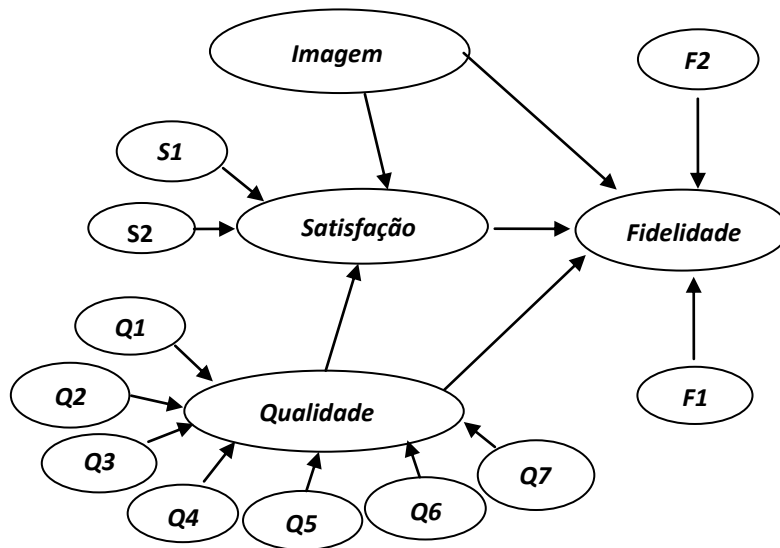 Imagem
F2
S1
S2
Satisfação
Fidelidade
Q1
Q2
Qualidade
F1
Q3
Q7
Q4
Q5
Q6